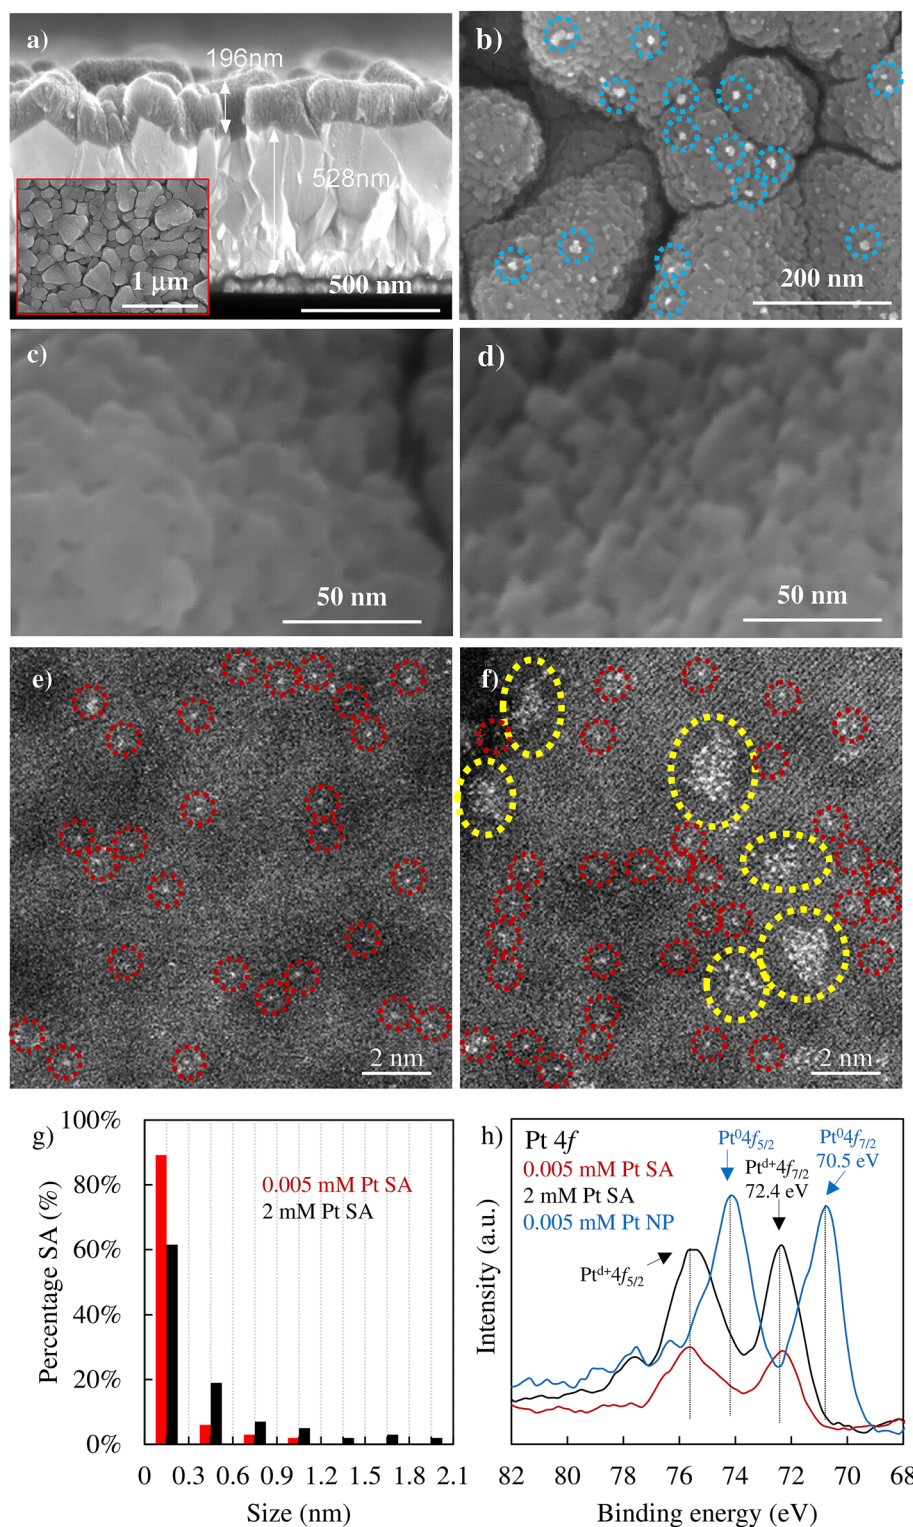 a)
196nm
528nm
1 μm
500 nm
b)
200 nm
c)
50 nm
d)
50 nm
e)
2 nm
f)
2 nm
g)
100%
80%
60%
40%
20%
0%
Percentage SA (%)
0.005 mM Pt SA
2 mM Pt SA
0 0.3 0.6 0.9 1.2 1.5 1.8 2.1
Size (nm)
h)
Pt 4f
0.005 mM Pt SA
2 mM Pt SA
0.005 mM Pt NP
Pt⁰4f₅/₂
Pt⁰4f₇/₂
70.5 eV
Ptᵈ⁺4f₇/₂
72.4 eV
Ptᵈ⁺4f₅/₂
Intensity (a.u.)
82 80 78 76 74 72 70 68
Binding energy (eV)